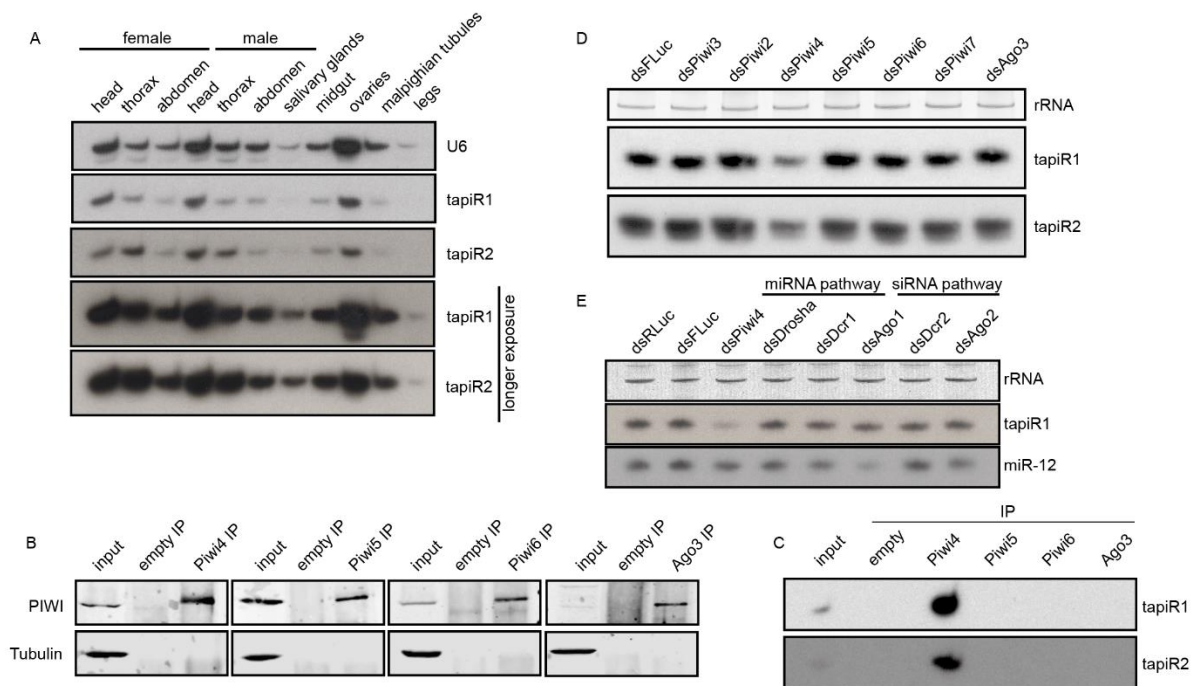 A
female
male
head
thorax
abdomen
head
thorax
abdomen
salivary glands
midgut
ovaries
malpighian tubules
legs
U6
tapiR1
tapiR2
tapiR1
tapiR2
longer exposure
D
dsFLuc
dsPiwi3
dsPiwi2
dsPiwi4
dsPiwi5
dsPiwi6
dsPiwi7
dsAgo3
rRNA
tapiR1
tapiR2
E
miRNA pathway
siRNA pathway
dsRLuc
dsFLuc
dsPiwi4
dsDrosha
dsDcr1
dsAgo1
dsDcr2
dsAgo2
rRNA
tapiR1
miR-12
B
input
empty IP
Piwi4 IP
input
empty IP
Piwi5 IP
input
empty IP
Piwi6 IP
input
empty IP
Ago3 IP
PIWI
Tubulin
C
IP
input
empty
Piwi4
Piwi5
Piwi6
Ago3
tapiR1
tapiR2